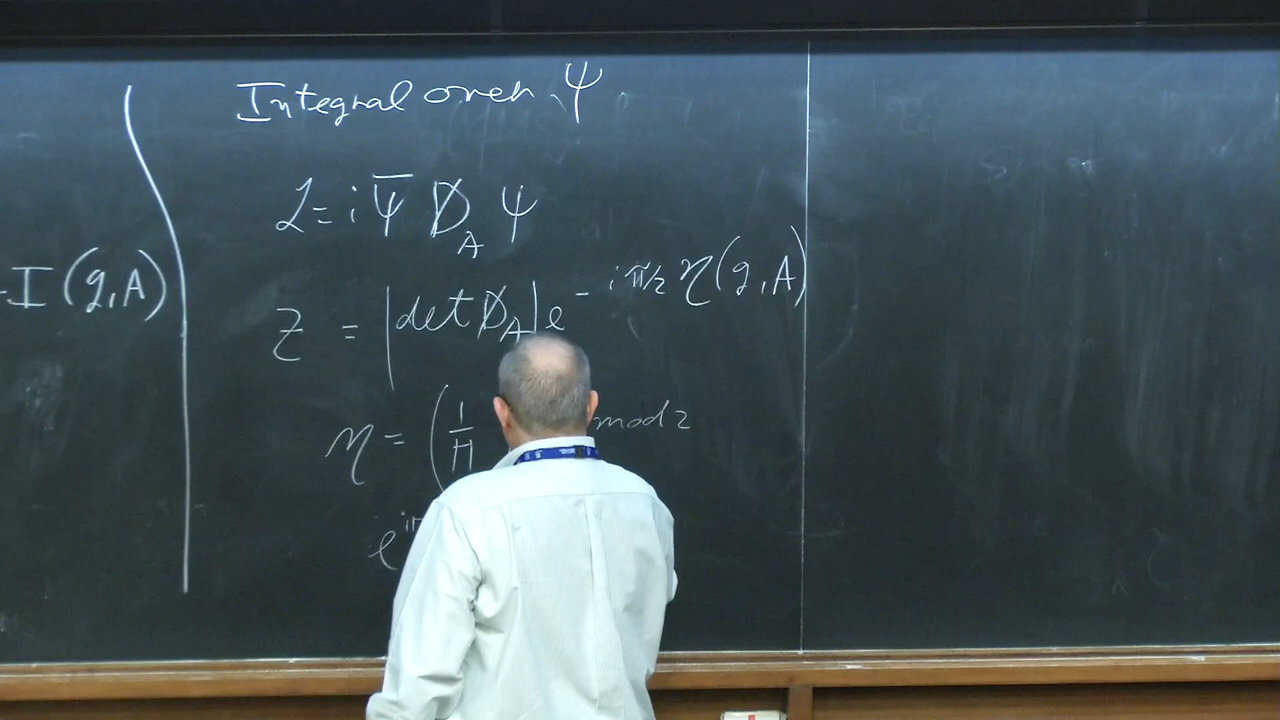 Integral over Ψ
ℒ = i Ψ̄ D̸_A Ψ
-I(g,A)
Z = |det D̸_A| e^{-iπ/2 η(g,A)}
η = (1/π mod 2
e^{iπ